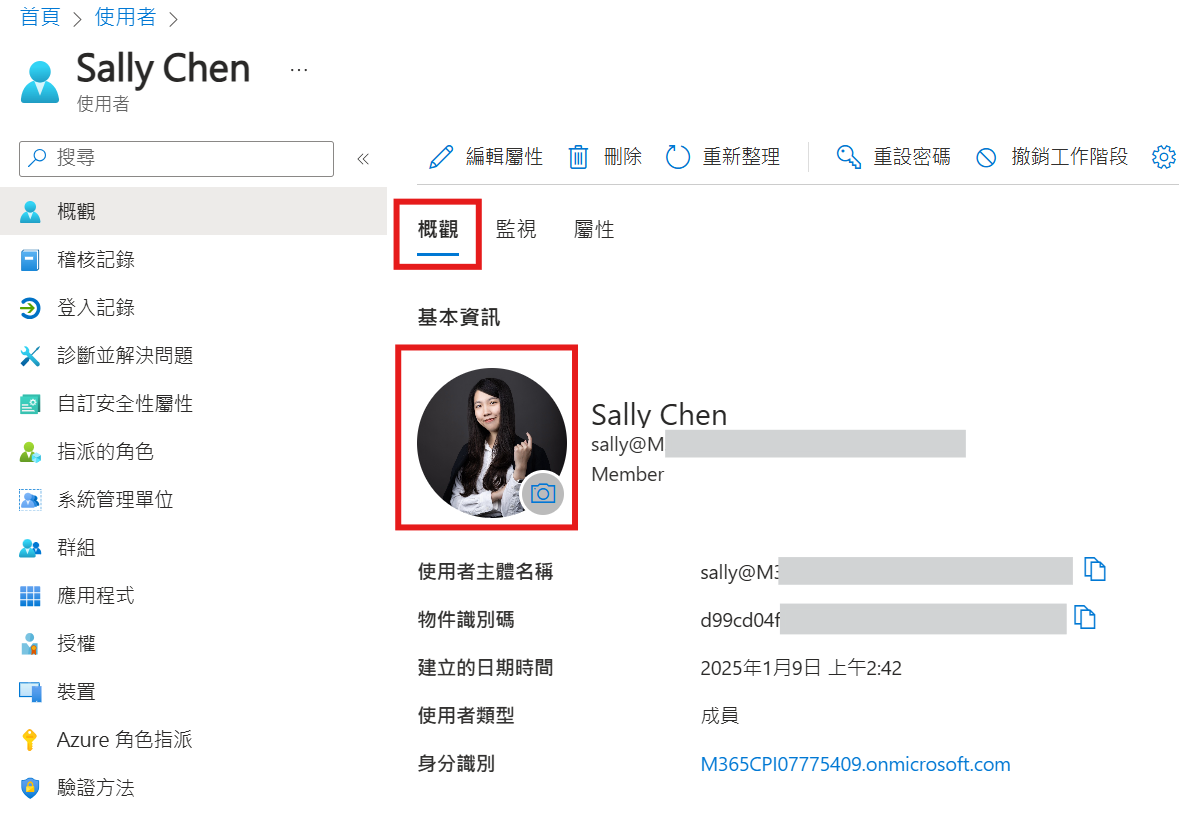 首頁 > 使用者 >
Sally Chen ...
使用者
搜尋 «
概觀
稽核記錄
登入記錄
診斷並解決問題
自訂安全性屬性
指派的角色
系統管理單位
群組
應用程式
授權
裝置
Azure 角色指派
驗證方法
編輯屬性 刪除 重新整理 重設密碼 撤銷工作階段
概觀 監視 屬性
基本資訊
Sally Chen
sally@M
Member
使用者主體名稱 sally@M3
物件識別碼 d99cd04f
建立的日期時間 2025年1月9日 上午2:42
使用者類型 成員
身分識別 M365CPI07775409.onmicrosoft.com